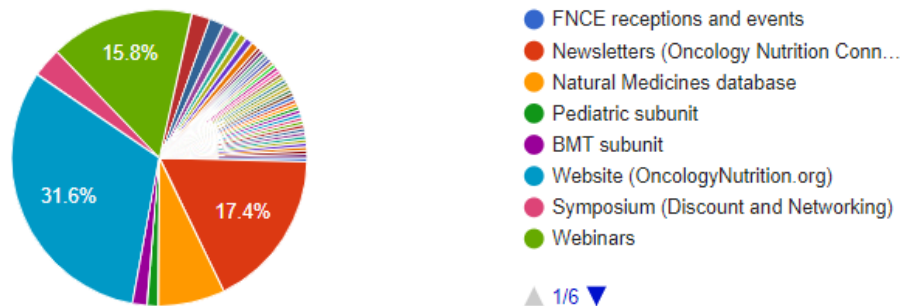 15.8%
31.6%
17.4%
FNCE receptions and events
Newsletters (Oncology Nutrition Conn...
Natural Medicines database
Pediatric subunit
BMT subunit
Website (OncologyNutrition.org)
Symposium (Discount and Networking)
Webinars
1/6